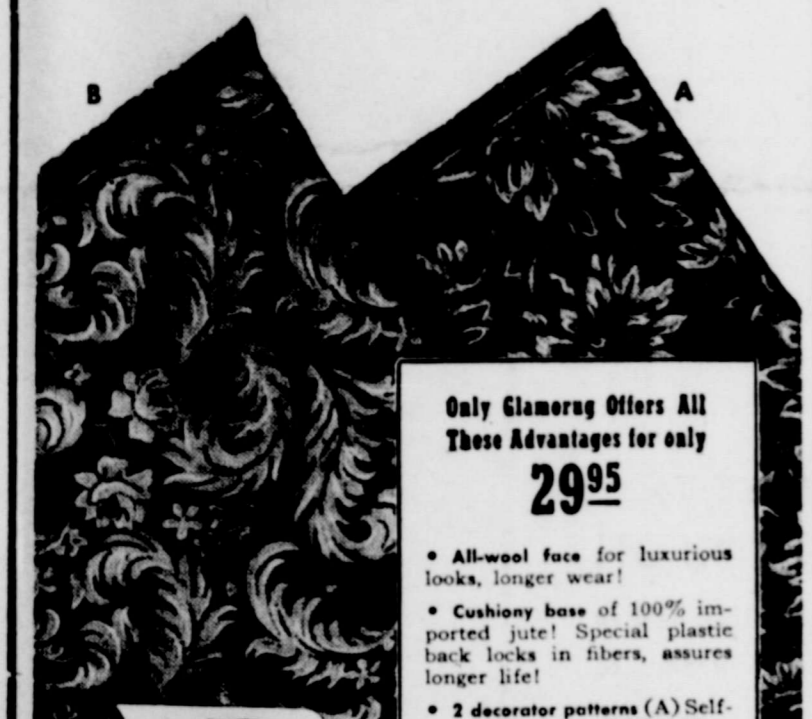 B
A
Only Glamorug Offers All
These Advantages for only
29 95
• All-wool face for luxurious
looks, longer wear!
• Cushiony base of 100% im-
ported jute! Special plastic
back locks in fibers, assures
longer life!
• 2 decorator patterns (A) Self-